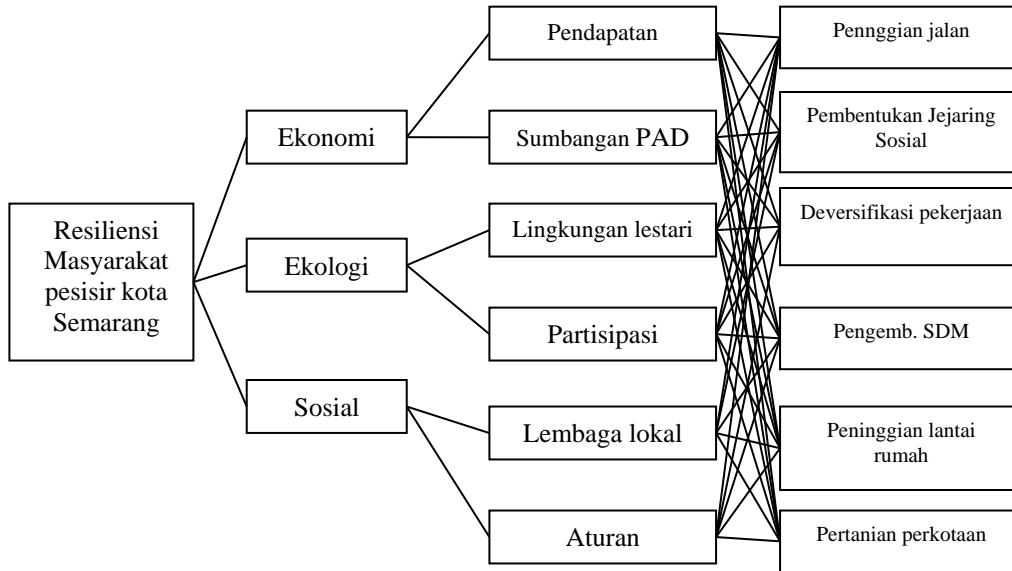 Resiliensi
Masyarakat
pesisir kota
Semarang
Ekonomi
Ekologi
Sosial
Pendapatan
Sumbangan PAD
Lingkungan lestari
Partisipasi
Lembaga lokal
Aturan
Pennggian jalan
Pembentukan Jejaring
Sosial
Deversifikasi pekerjaan
Pengemb. SDM
Peninggian lantai
rumah
Pertanian perkotaan